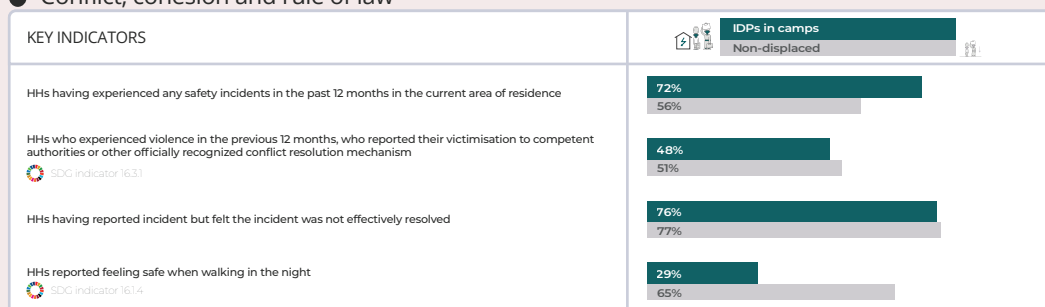 Conflict, cohesion and rule of law
KEY INDICATORS
IDPs in camps
Non-displaced
HHs having experienced any safety incidents in the past 12 months in the current area of residence
72%
56%
HHs who experienced violence in the previous 12 months, who reported their victimisation to competent
authorities or other officially recognized conflict resolution mechanism
SDG indicator 16.3.1
48%
51%
HHs having reported incident but felt the incident was not effectively resolved
76%
77%
HHs reported feeling safe when walking in the night
SDG indicator 16.1.4
29%
65%